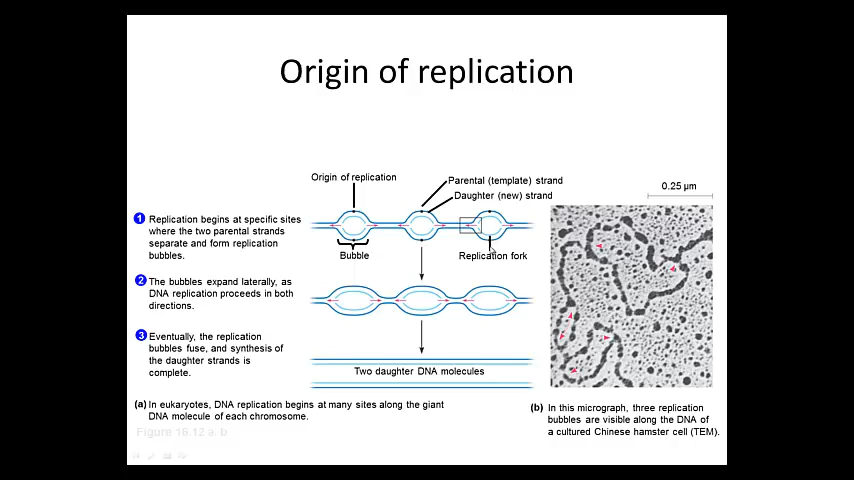 Origin of replication
Origin of replication
Parental (template) strand
Daughter (new) strand
0.25 µm
1 Replication begins at specific sites
where the two parental strands
separate and form replication
bubbles.
Bubble
Replication fork
2 The bubbles expand laterally, as
DNA replication proceeds in both
directions.
3 Eventually, the replication
bubbles fuse, and synthesis of
the daughter strands is
complete.
Two daughter DNA molecules
(a) In eukaryotes, DNA replication begins at many sites along the giant
DNA molecule of each chromosome.
(b) In this micrograph, three replication
bubbles are visible along the DNA of
a cultured Chinese hamster cell (TEM).
Figure 16.12 a, b